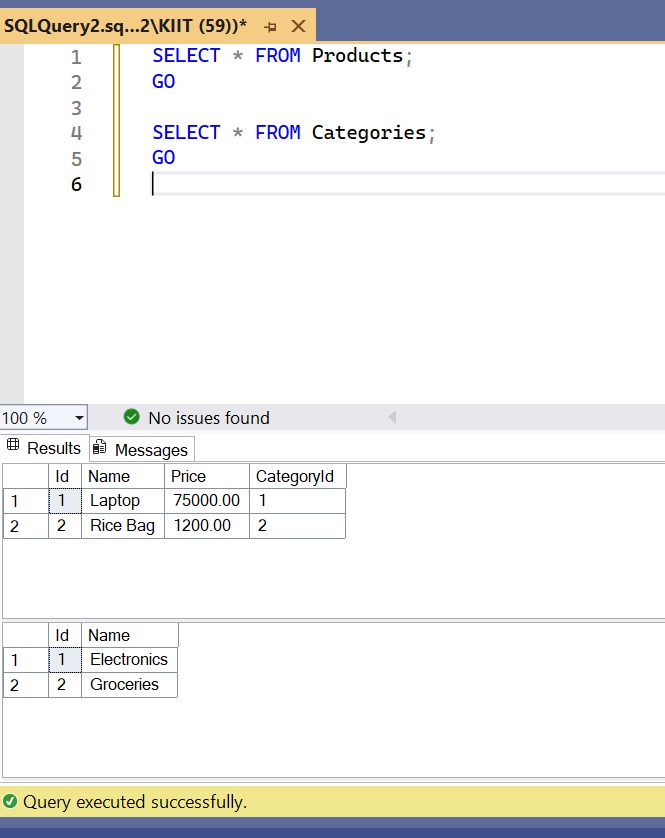 SQLQuery2.sq...2\KIIT (59))*
1 SELECT * FROM Products;
2 GO
3
4 SELECT * FROM Categories;
5 GO
6
100 % No issues found
Results Messages
Id Name Price CategoryId
1 1 Laptop 75000.00 1
2 2 Rice Bag 1200.00 2
Id Name
1 1 Electronics
2 2 Groceries
Query executed successfully.